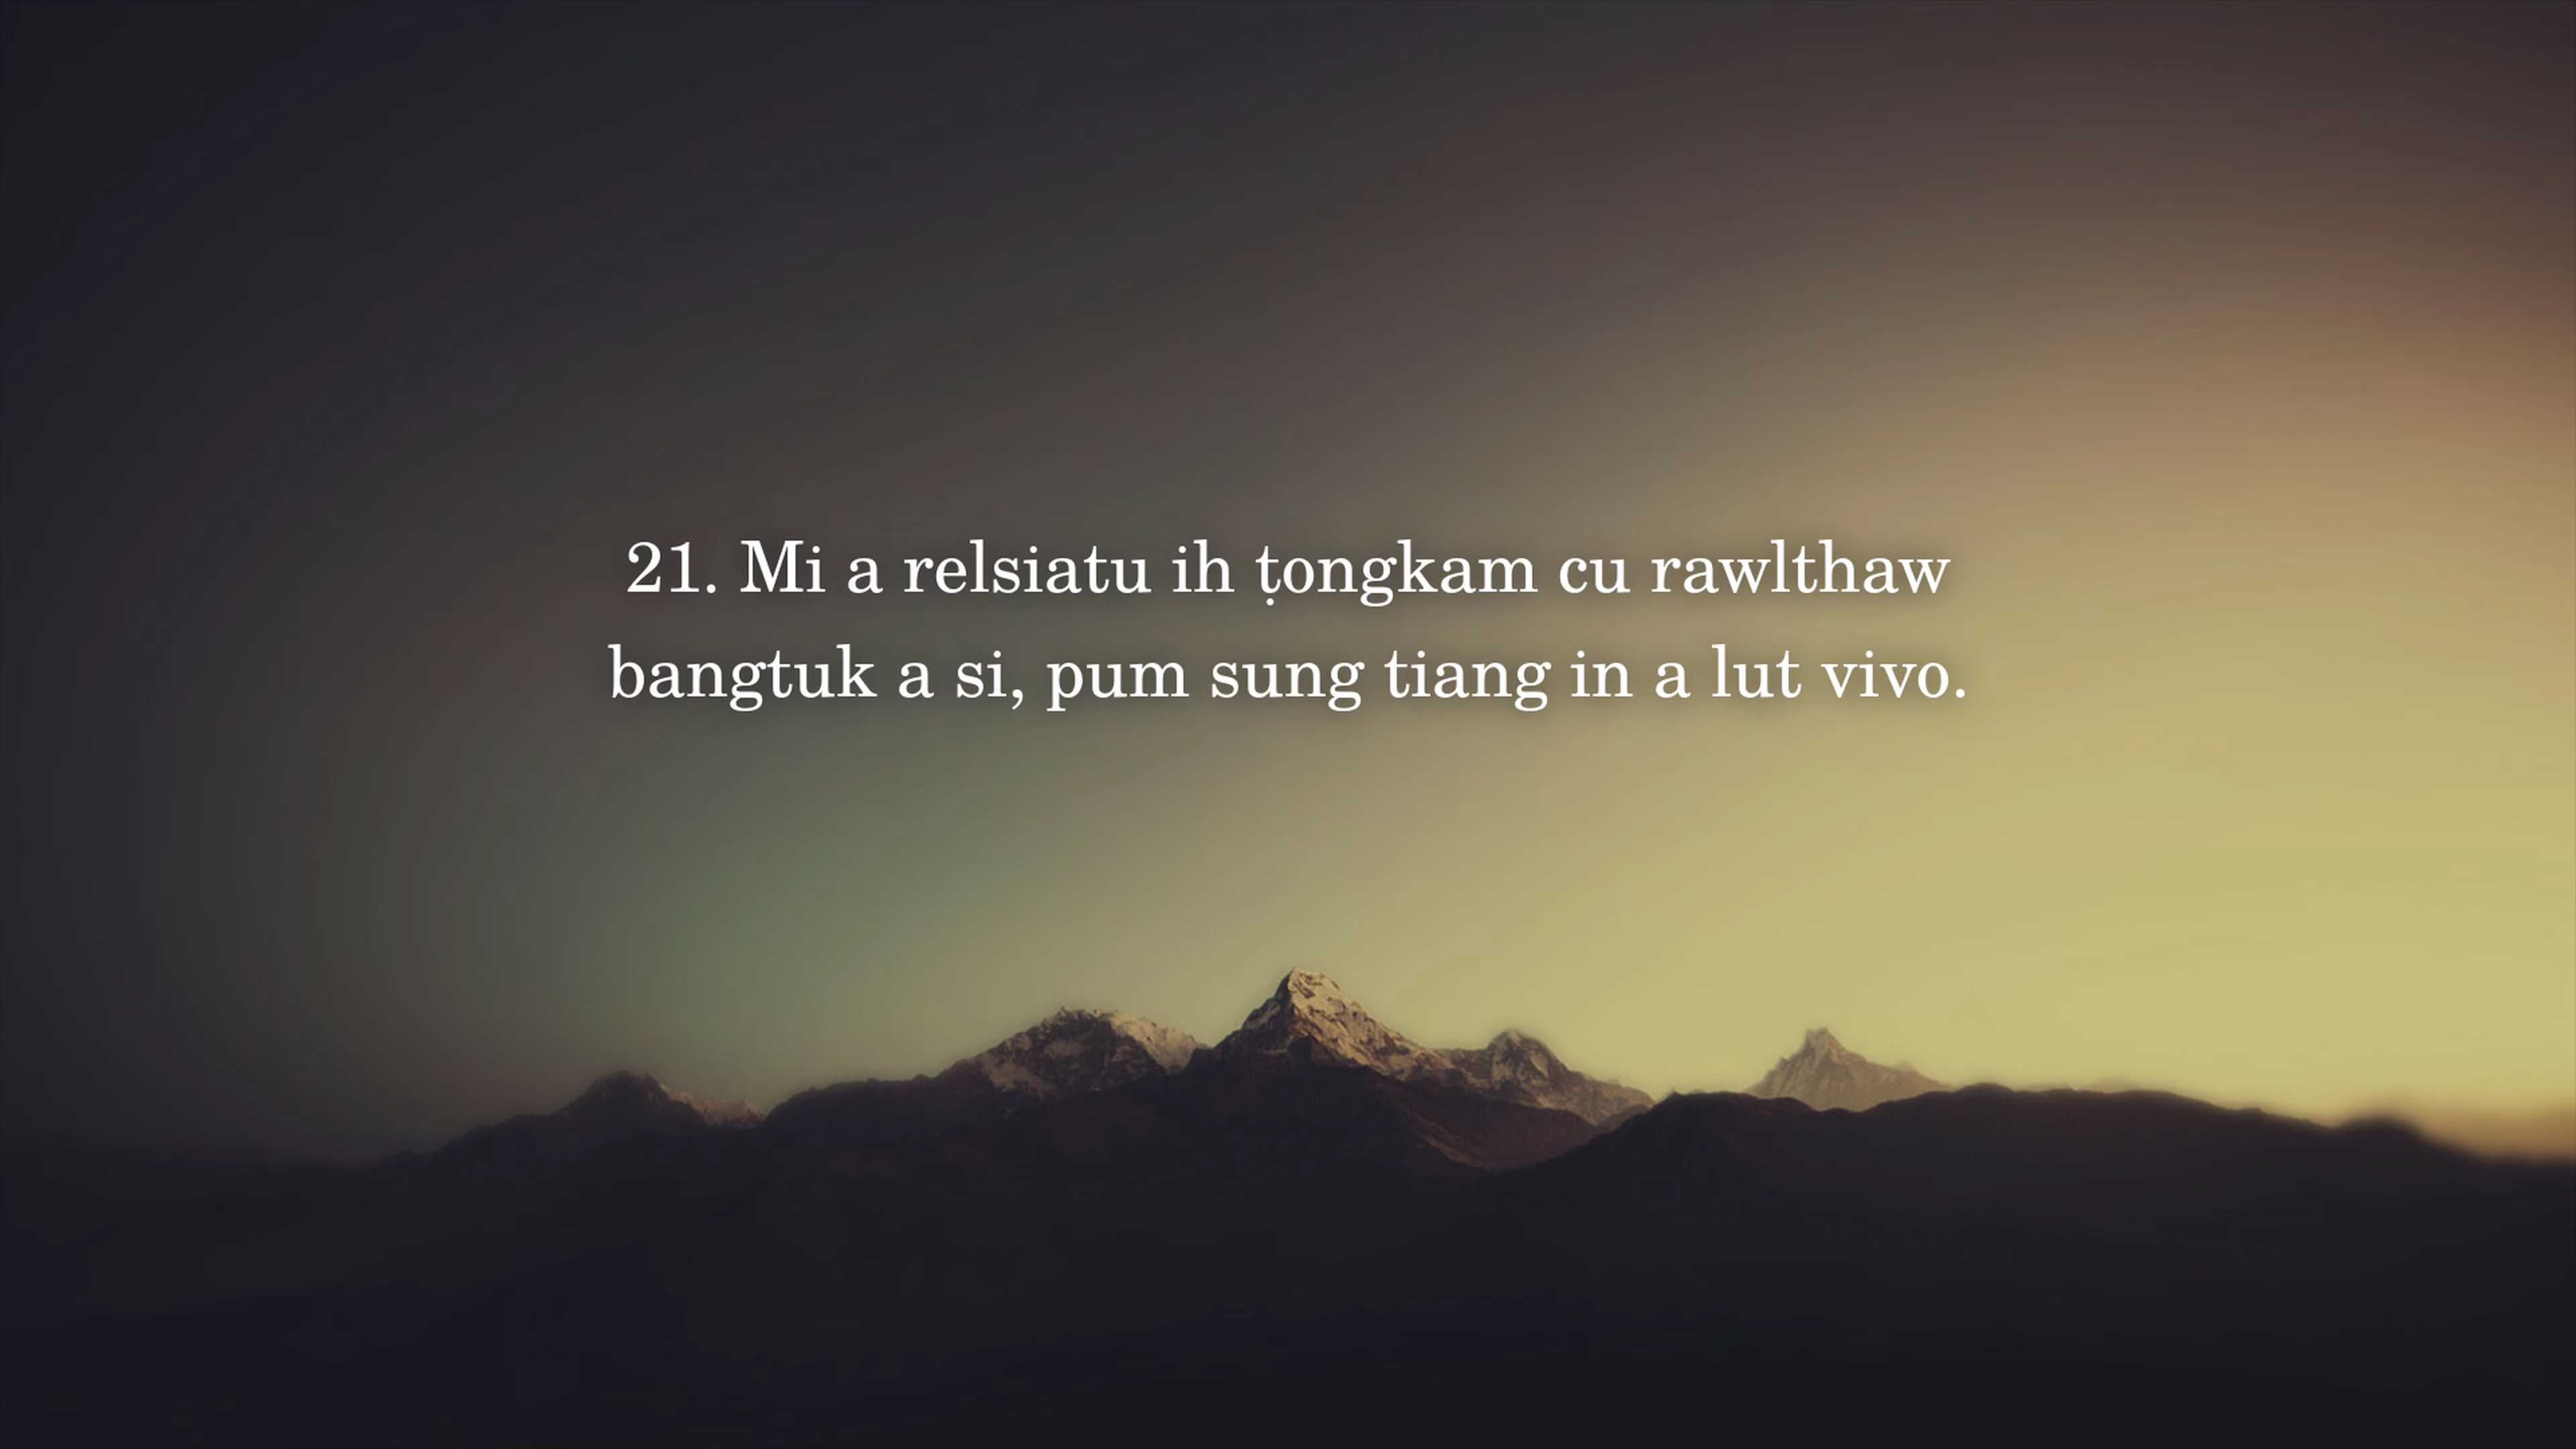 21. Mi a relsiatu ih ṭongkam cu rawlthaw
bangtuk a si, pum sung tiang in a lut vivo.